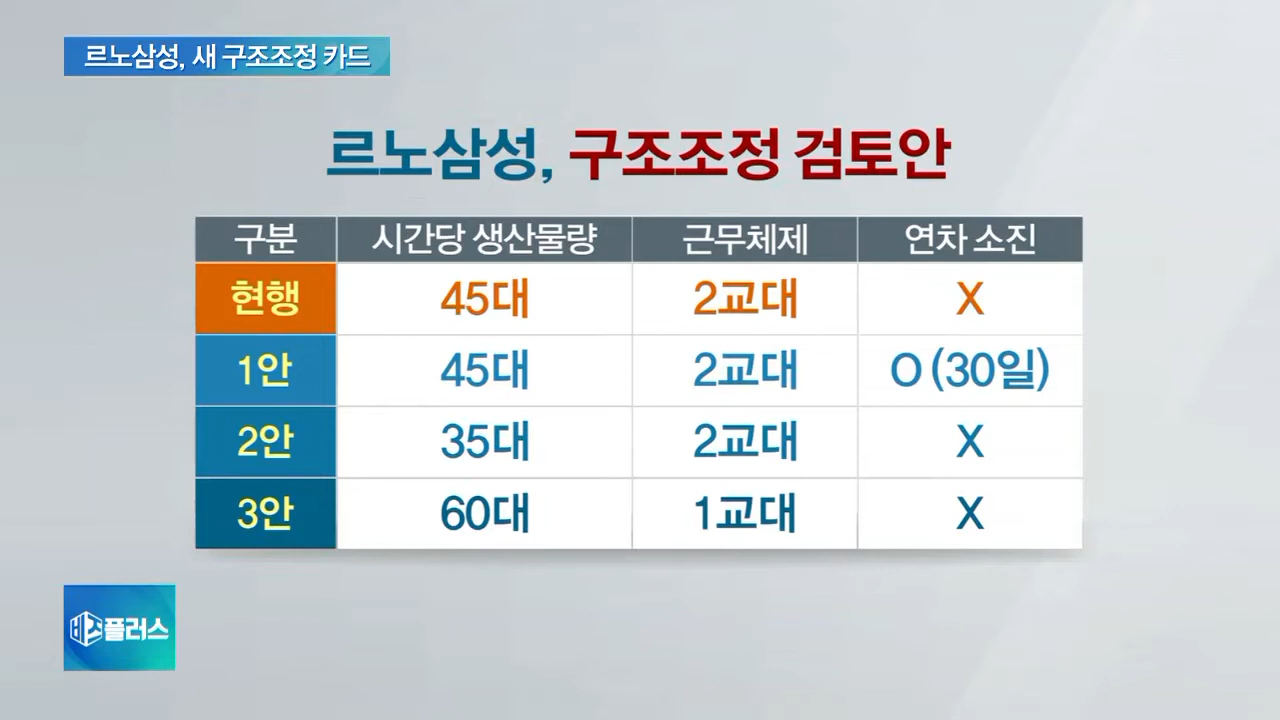 르노삼성, 새 구조조정 카드
르노삼성, 구조조정 검토안
구분 시간당 생산물량 근무체제 연차 소진
현행 45대 2교대 X
1안 45대 2교대 O (30일)
2안 35대 2교대 X
3안 60대 1교대 X
비즈플러스